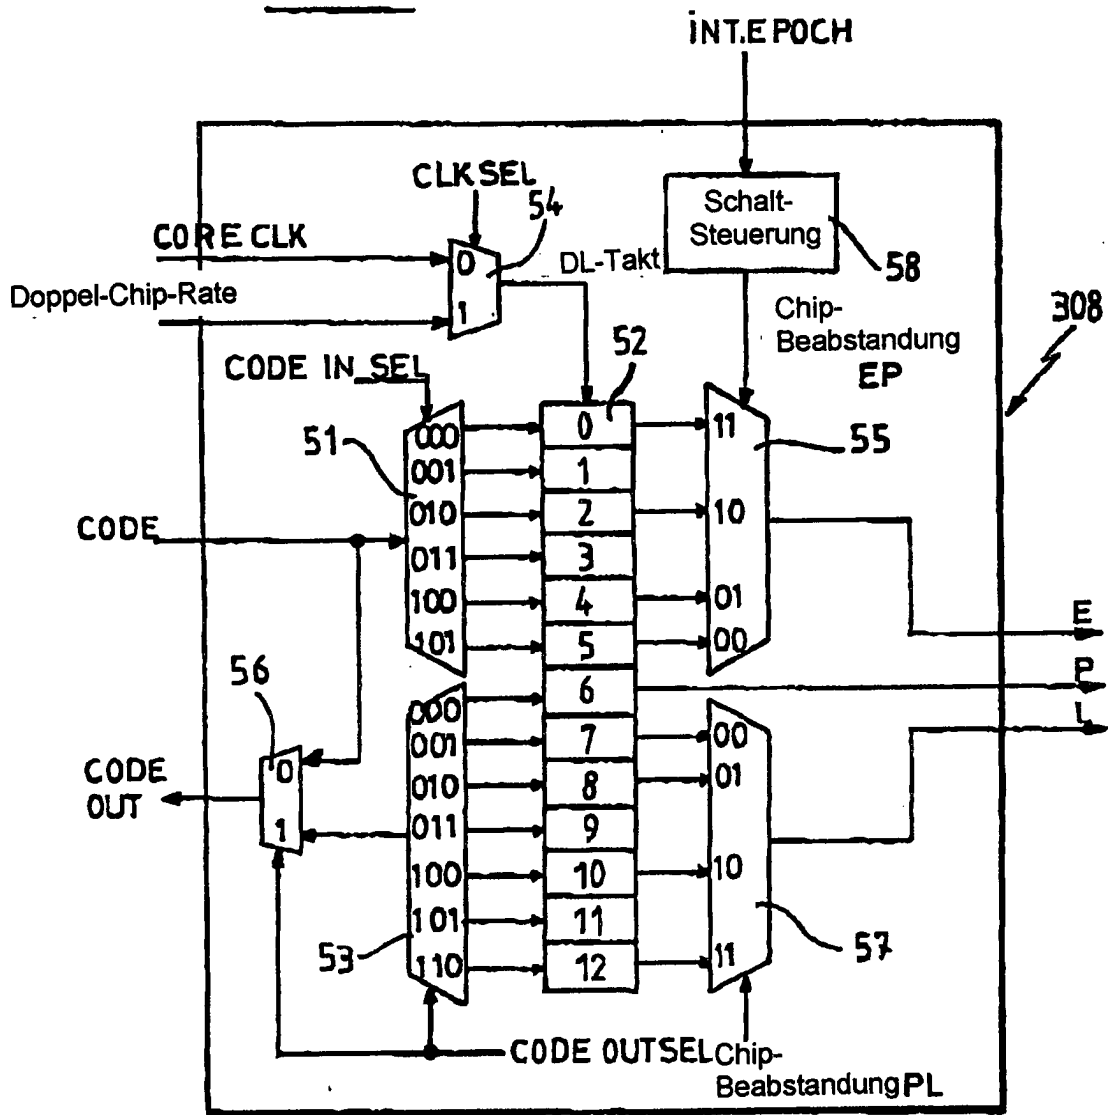 INT.EPOCH
CLKSEL
54
Schalt-
Steuerung
58
CORE CLK
0
DL-Takt
Doppel-Chip-Rate
1
Chip-
Beabstandung
EP
308
CODE IN_SEL
52
51
55
000
001
010
011
100
101
0
1
2
3
4
5
6
7
8
9
10
11
12
11
10
01
00
CODE
E
P
L
56
0
1
CODE
OUT
000
001
010
011
100
101
110
00
01
10
11
53
57
CODE OUTSEL
Chip-
Beabstandung PL